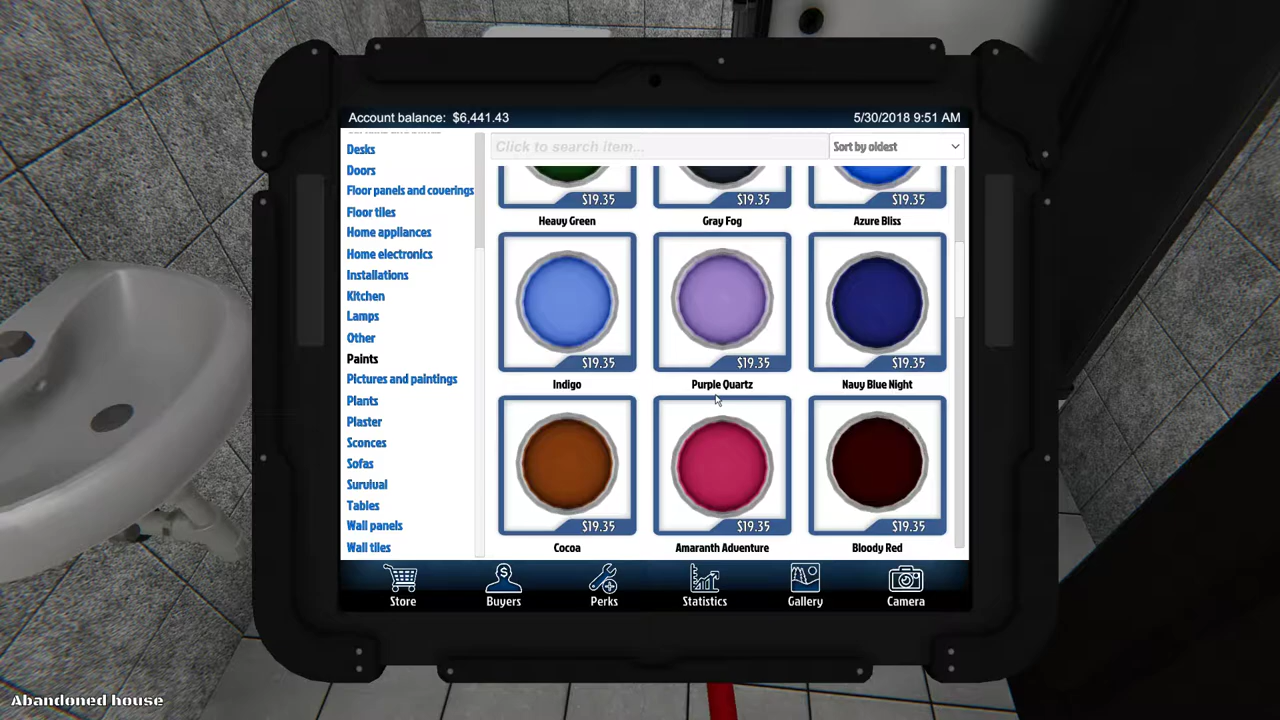 Account balance: $6,441.43
5/30/2018 9:51 AM
Click to search item...
Sort by oldest
Desks
Doors
Floor panels and coverings
Floor tiles
Home appliances
Home electronics
Installations
Kitchen
Lamps
Other
Paints
Pictures and paintings
Plants
Plaster
Sconces
Sofas
Survival
Tables
Wall panels
Wall tiles
$19.35 $19.35 $19.35
Heavy Green Gray Fog Azure Bliss
$19.35 $19.35 $19.35
Indigo Purple Quartz Navy Blue Night
$19.35 $19.35 $19.35
Cocoa Amaranth Adventure Bloody Red
Store Buyers Perks Statistics Gallery Camera
Abandoned house